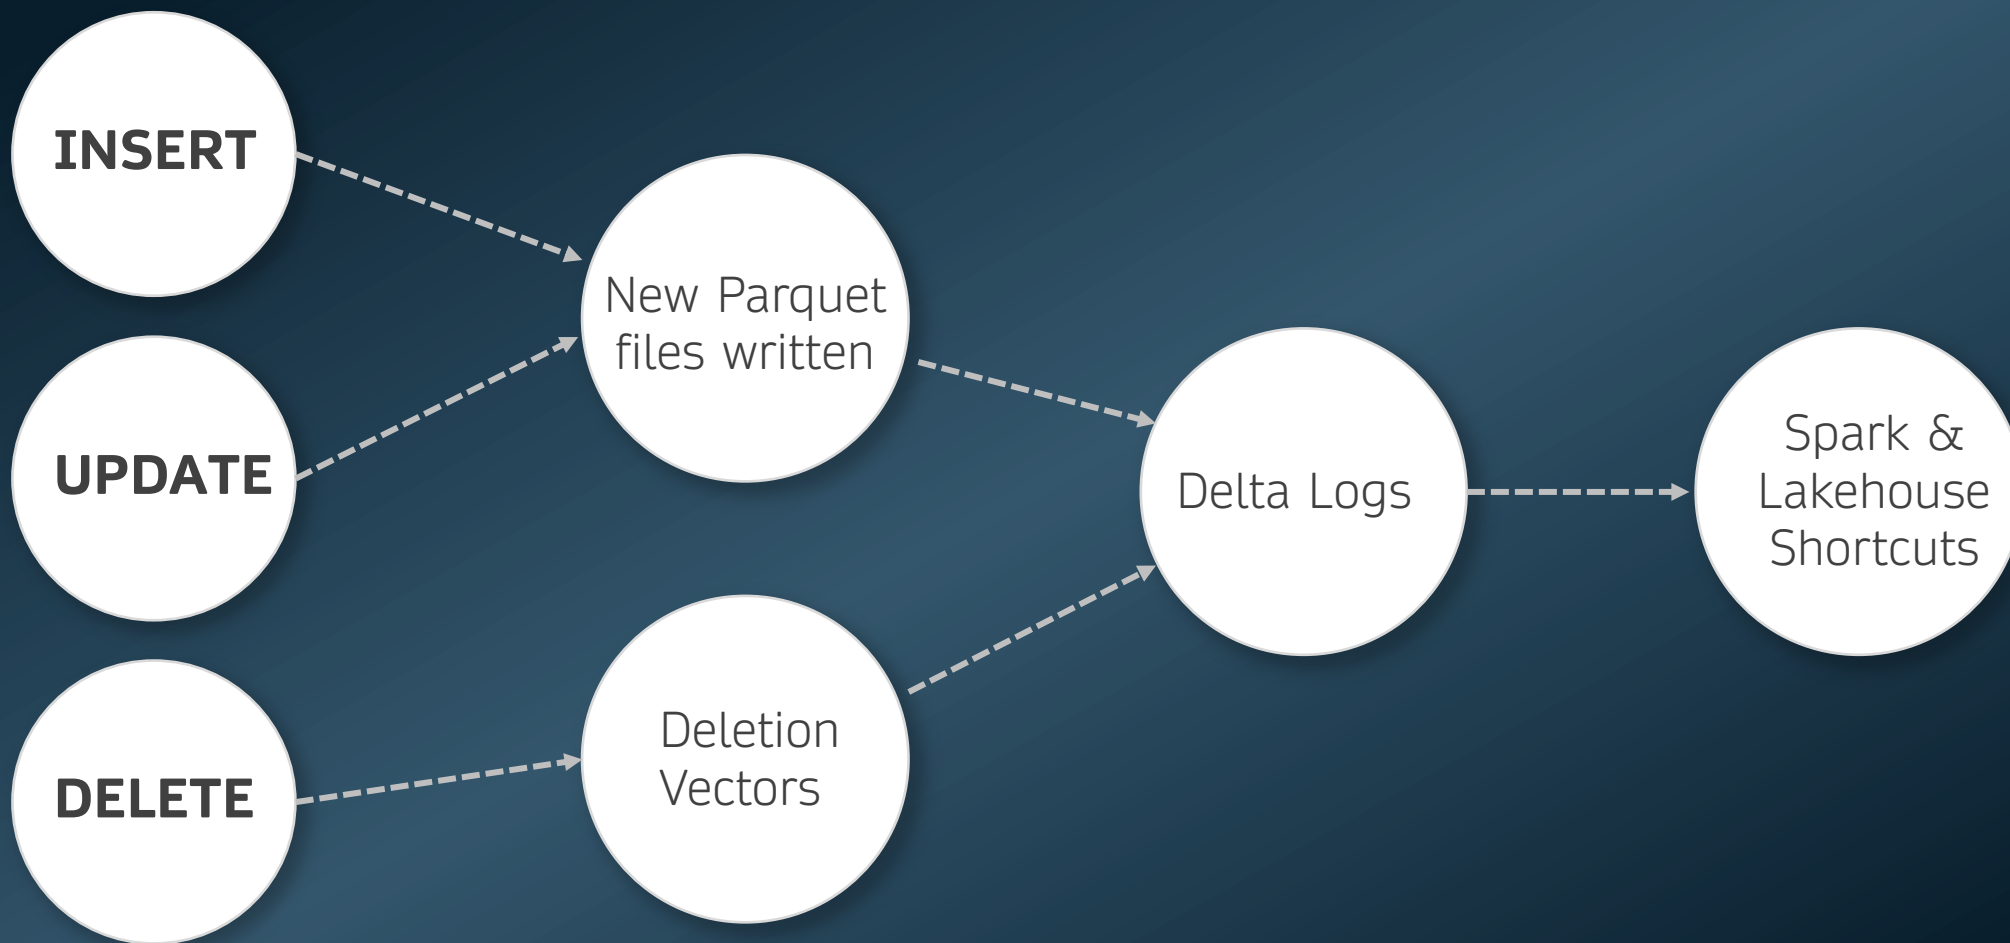 INSERT
UPDATE
DELETE
New Parquet
files written
Deletion
Vectors
Delta Logs
Spark &
Lakehouse
Shortcuts